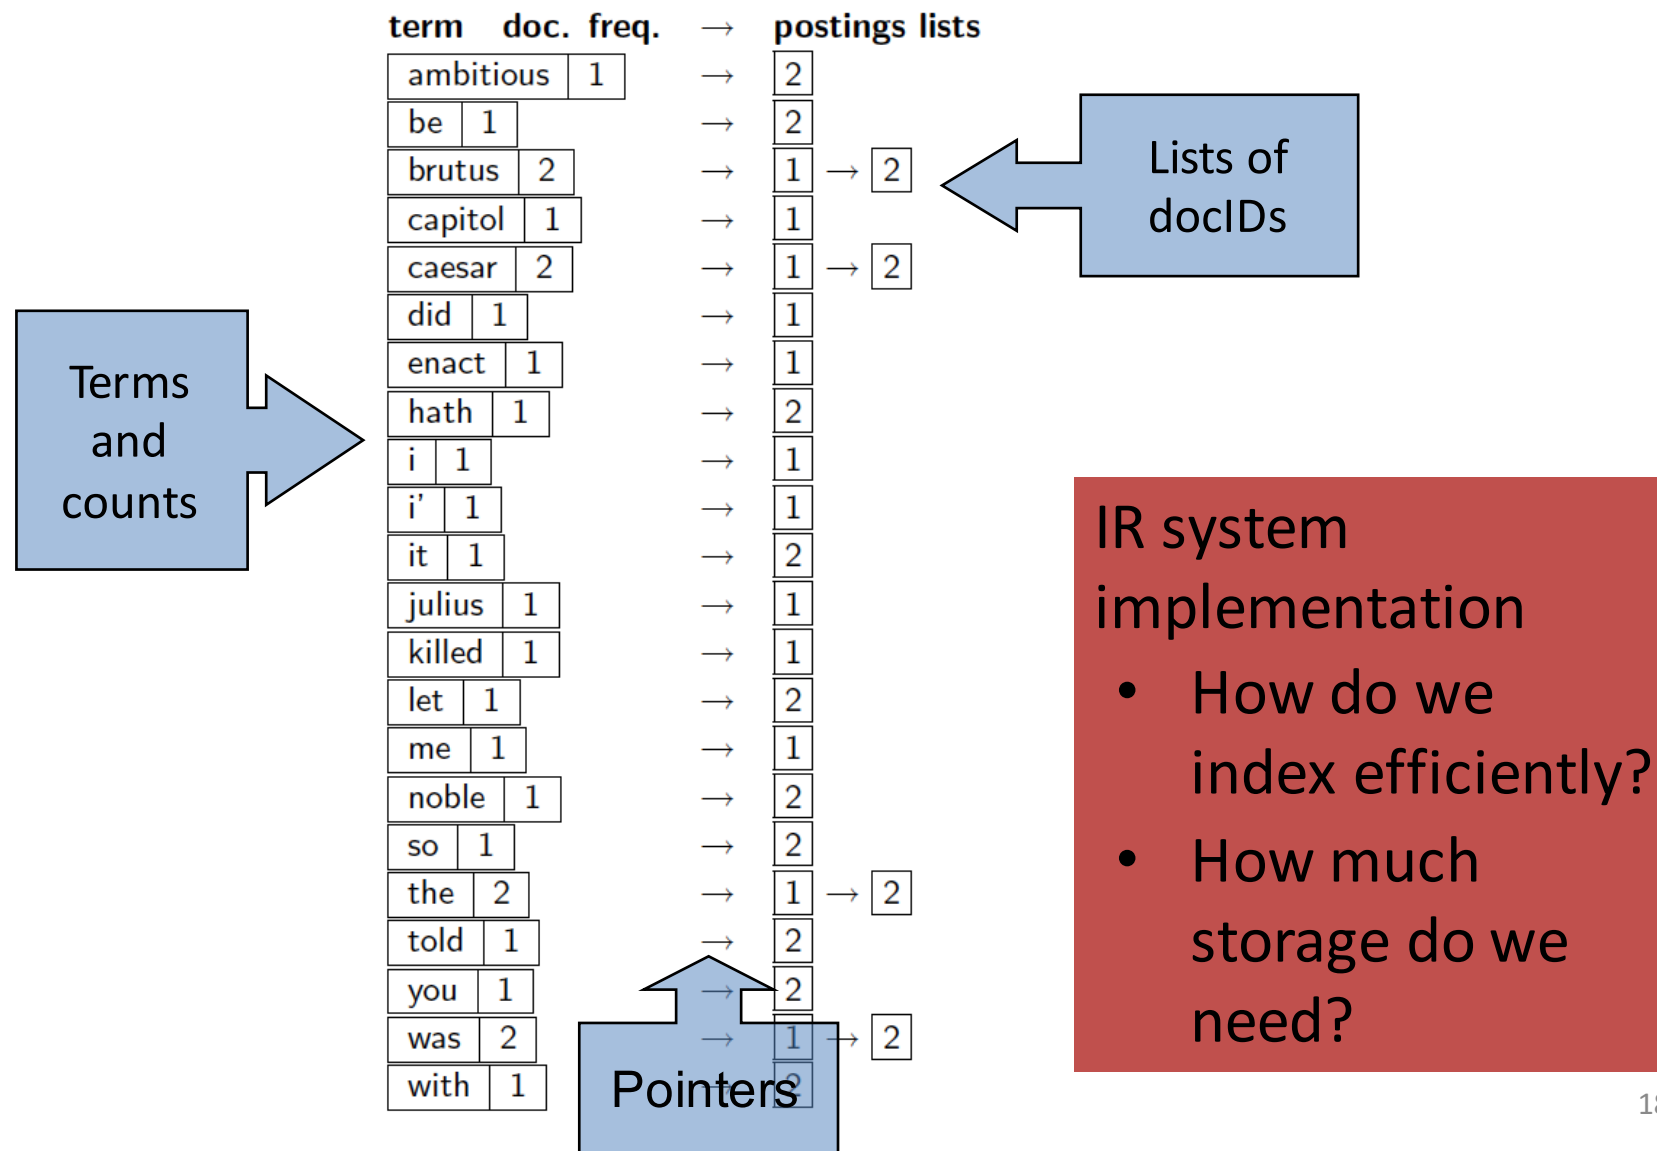 term doc. freq. → postings lists
ambitious 1 → 2
be 1 → 2
brutus 2 → 1 → 2
capitol 1 → 1
caesar 2 → 1 → 2
did 1 → 1
enact 1 → 1
hath 1 → 2
i 1 → 1
i' 1 → 1
it 1 → 2
julius 1 → 1
killed 1 → 1
let 1 → 2
me 1 → 1
noble 1 → 2
so 1 → 2
the 2 → 1 → 2
told 1 → 2
you 1 → 2
was 2 → 1 → 2
with 1 → 2
Lists of
docIDs
Terms
and
counts
Pointers
IR system
implementation
• How do we
index efficiently?
• How much
storage do we
need?